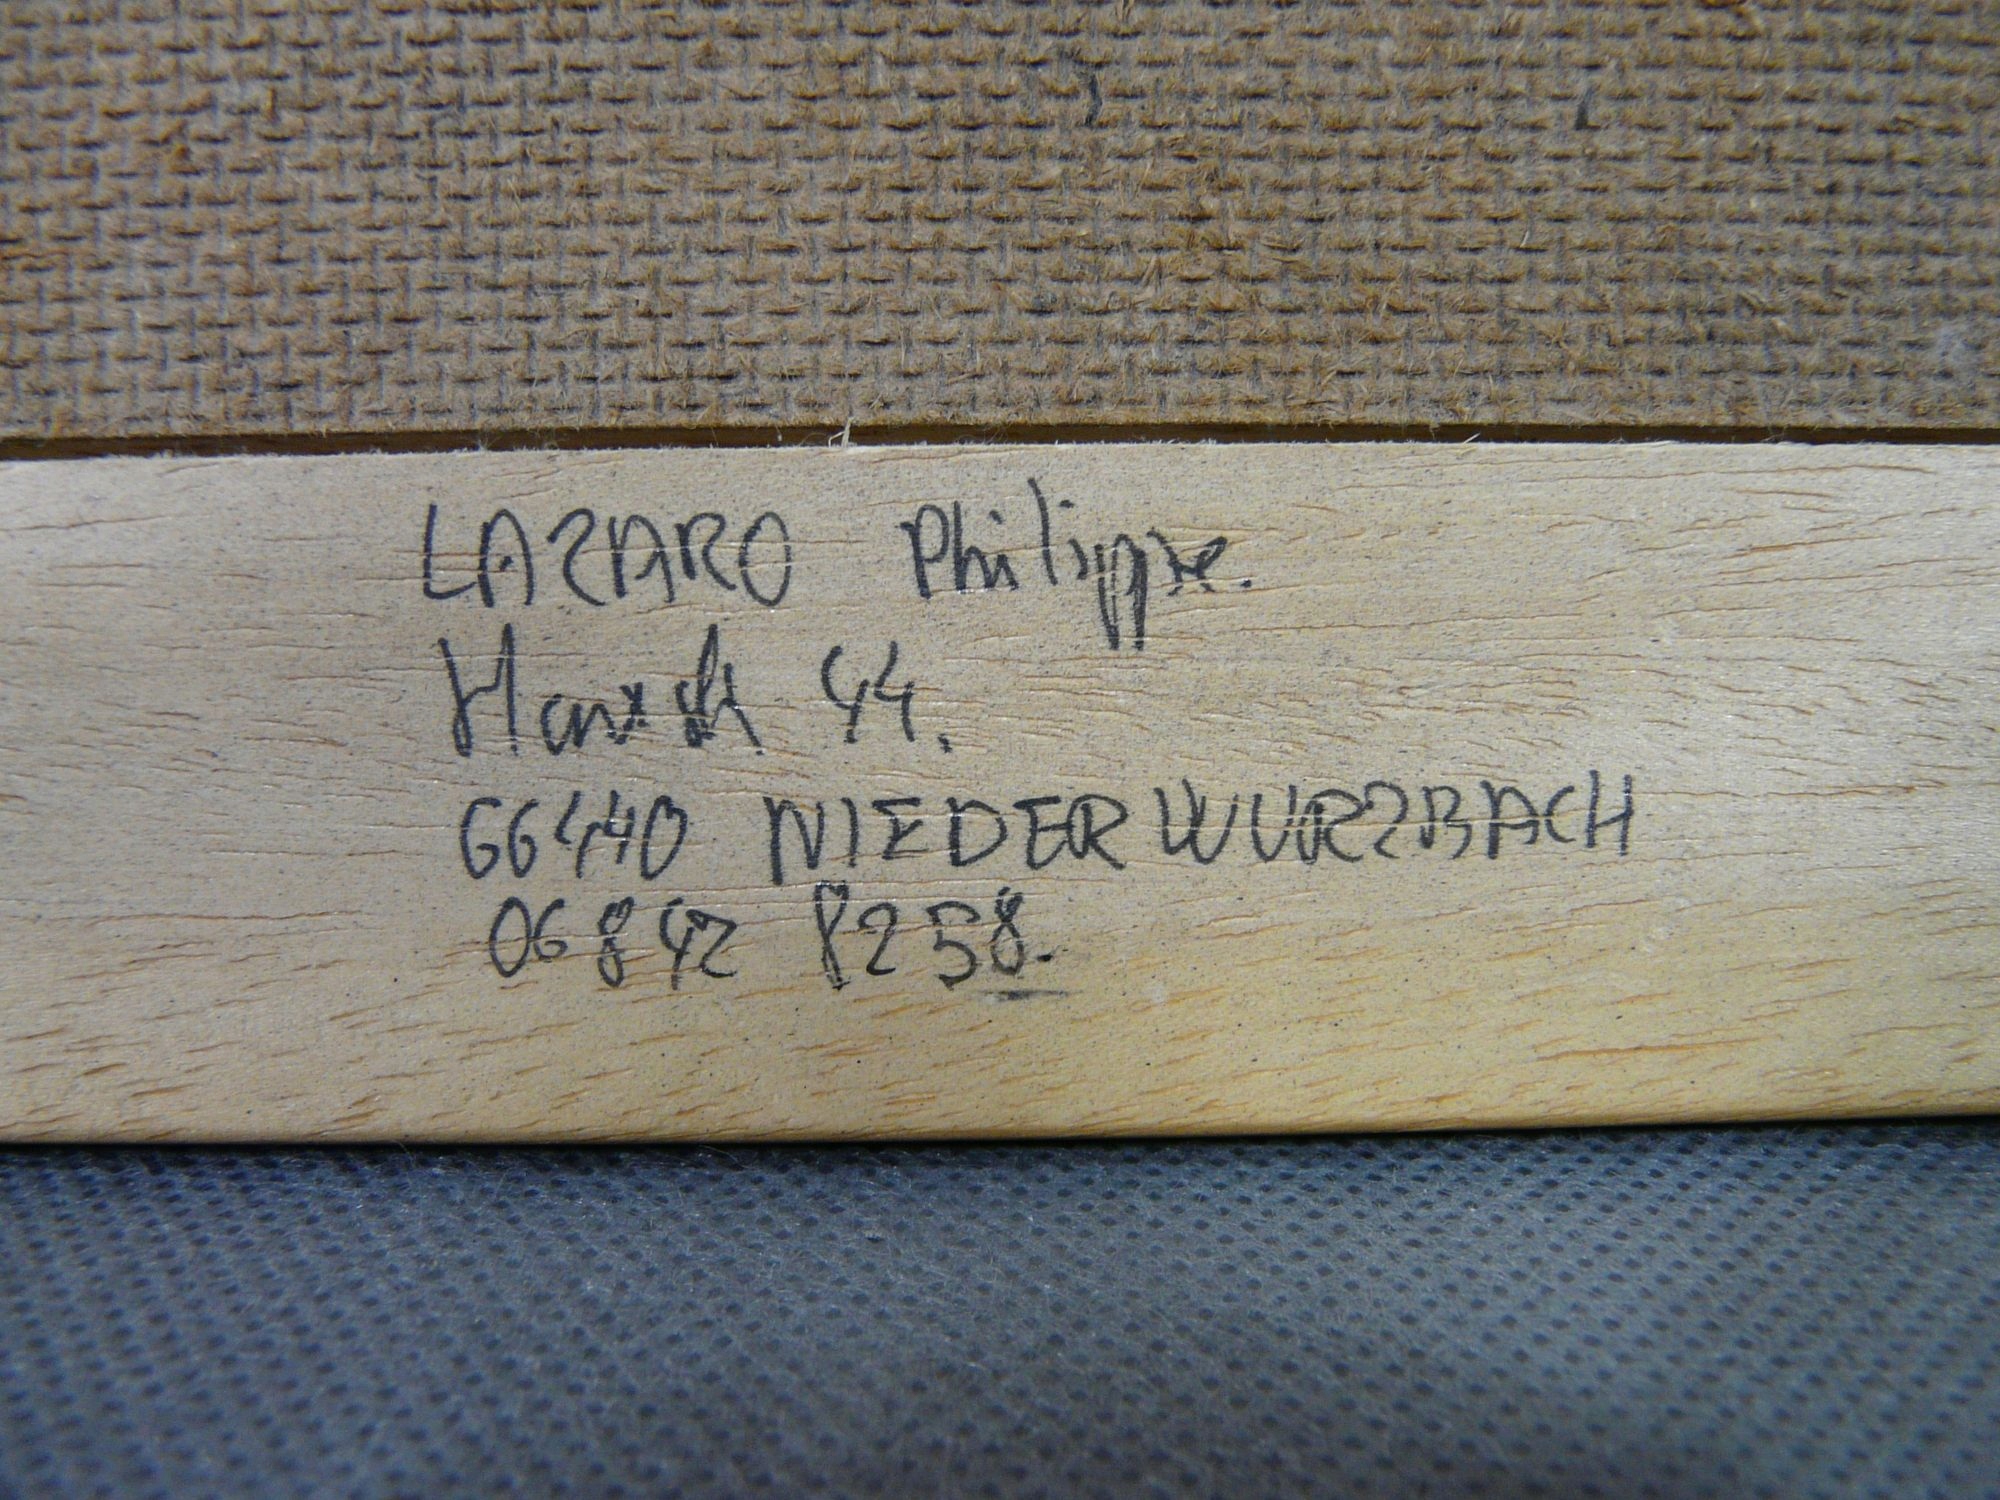 LAZARO Philippe.
44.
66440 NIEDERWURZBACH
06842 8258.